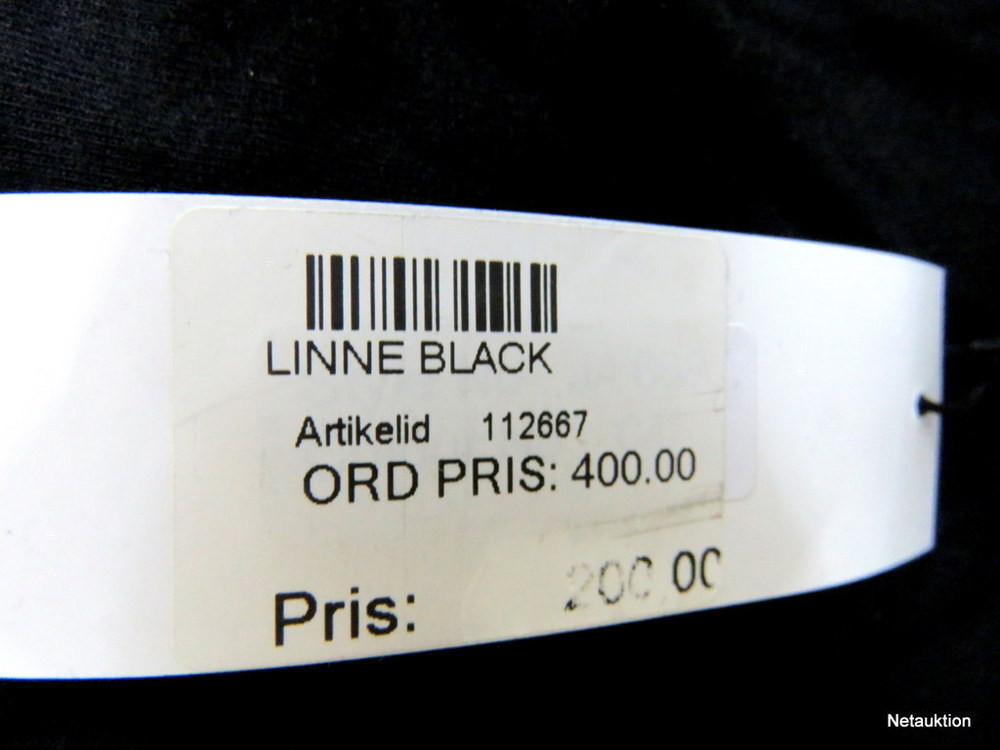 LINNE BLACK
Artikelid 112667
ORD PRIS: 400.00
Pris: 200.00
Netauktion